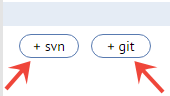 + svn + git